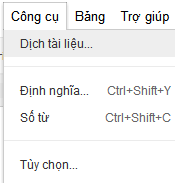 Công cụ Bảng Trợ giúp
Dịch tài liệu...
Định nghĩa... Ctrl+Shift+Y
Số từ Ctrl+Shift+C
Tùy chọn...